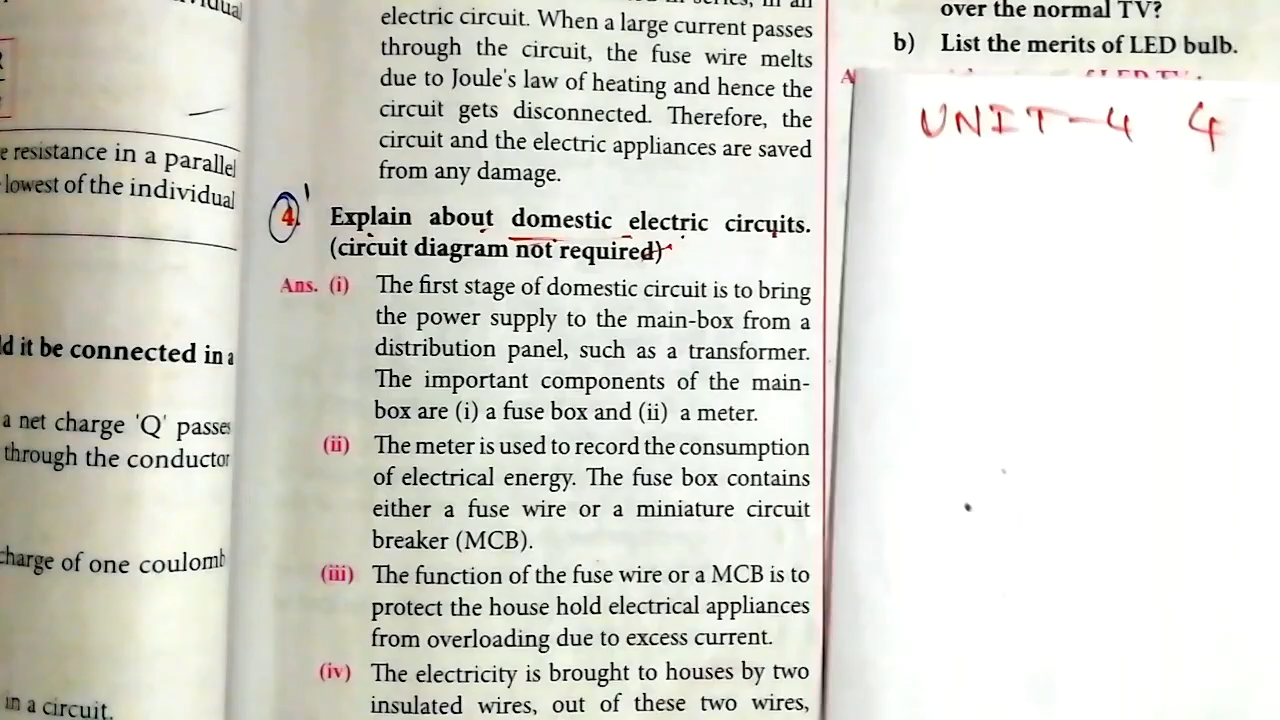 e resistance in a parallel
lowest of the individual
d it be connected in a
a net charge 'Q' passes
through the conductor
charge of one coulomb
in a circuit.
electric circuit. When a large current passes
through the circuit, the fuse wire melts
due to Joule's law of heating and hence the
circuit gets disconnected. Therefore, the
circuit and the electric appliances are saved
from any damage.
4. Explain about domestic electric circuits.
(circuit diagram not required)
Ans. (i) The first stage of domestic circuit is to bring
the power supply to the main-box from a
distribution panel, such as a transformer.
The important components of the main-
box are (i) a fuse box and (ii) a meter.
(ii) The meter is used to record the consumption
of electrical energy. The fuse box contains
either a fuse wire or a miniature circuit
breaker (MCB).
(iii) The function of the fuse wire or a MCB is to
protect the house hold electrical appliances
from overloading due to excess current.
(iv) The electricity is brought to houses by two
insulated wires, out of these two wires,
over the normal TV?
b) List the merits of LED bulb.
UNIT-4 4